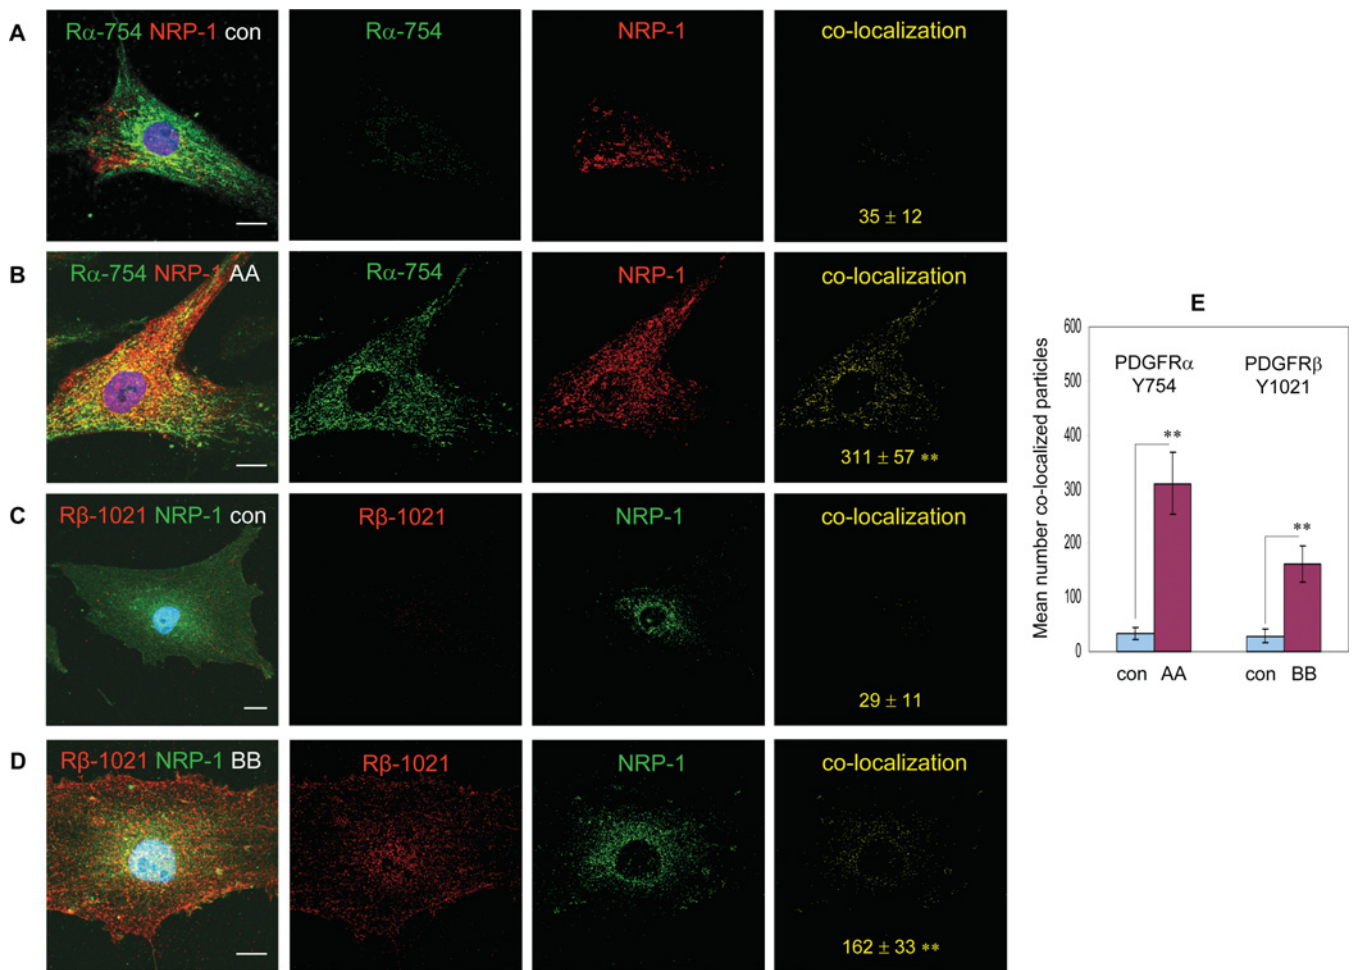 A
Rα-754 NRP-1 con
Rα-754
NRP-1
co-localization
35 ± 12
B
Rα-754 NRP-1 AA
Rα-754
NRP-1
co-localization
311 ± 57 **
C
Rβ-1021 NRP-1 con
Rβ-1021
NRP-1
co-localization
29 ± 11
D
Rβ-1021 NRP-1 BB
Rβ-1021
NRP-1
co-localization
162 ± 33 **
E
Mean number co-localized particles
600
500
400
300
200
100
0
PDGFRα
Y754
PDGFRβ
Y1021
**
**
con AA
con BB